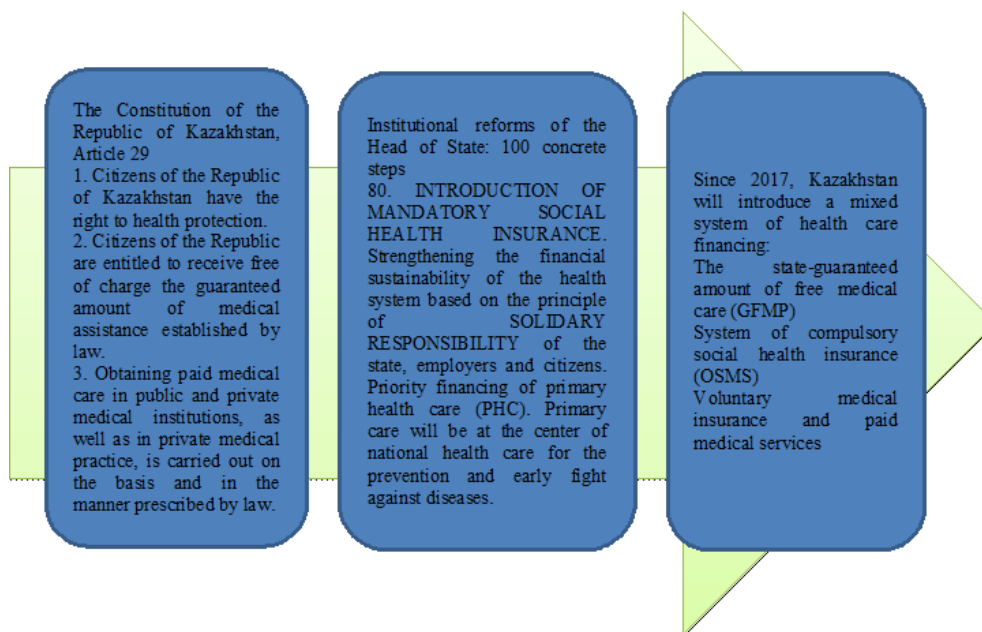 The Constitution of the
Republic of Kazakhstan,
Article 29
1. Citizens of the Republic
of Kazakhstan have the
right to health protection.
2. Citizens of the Republic
are entitled to receive free
of charge the guaranteed
amount of medical
assistance established by
law.
3. Obtaining paid medical
care in public and private
medical institutions, as
well as in private medical
practice, is carried out on
the basis and in the
manner prescribed by law.
Institutional reforms of the
Head of State: 100 concrete
steps
80. INTRODUCTION OF
MANDATORY SOCIAL
HEALTH INSURANCE.
Strengthening the financial
sustainability of the health
system based on the principle
of SOLIDARY
RESPONSIBILITY of the
state, employers and citizens.
Priority financing of primary
health care (PHC). Primary
care will be at the center of
national health care for the
prevention and early fight
against diseases.
Since 2017, Kazakhstan
will introduce a mixed
system of health care
financing:
The state-guaranteed
amount of free medical
care (GFMP)
System of compulsory
social health insurance
(OSMS)
Voluntary medical
insurance and paid
medical services